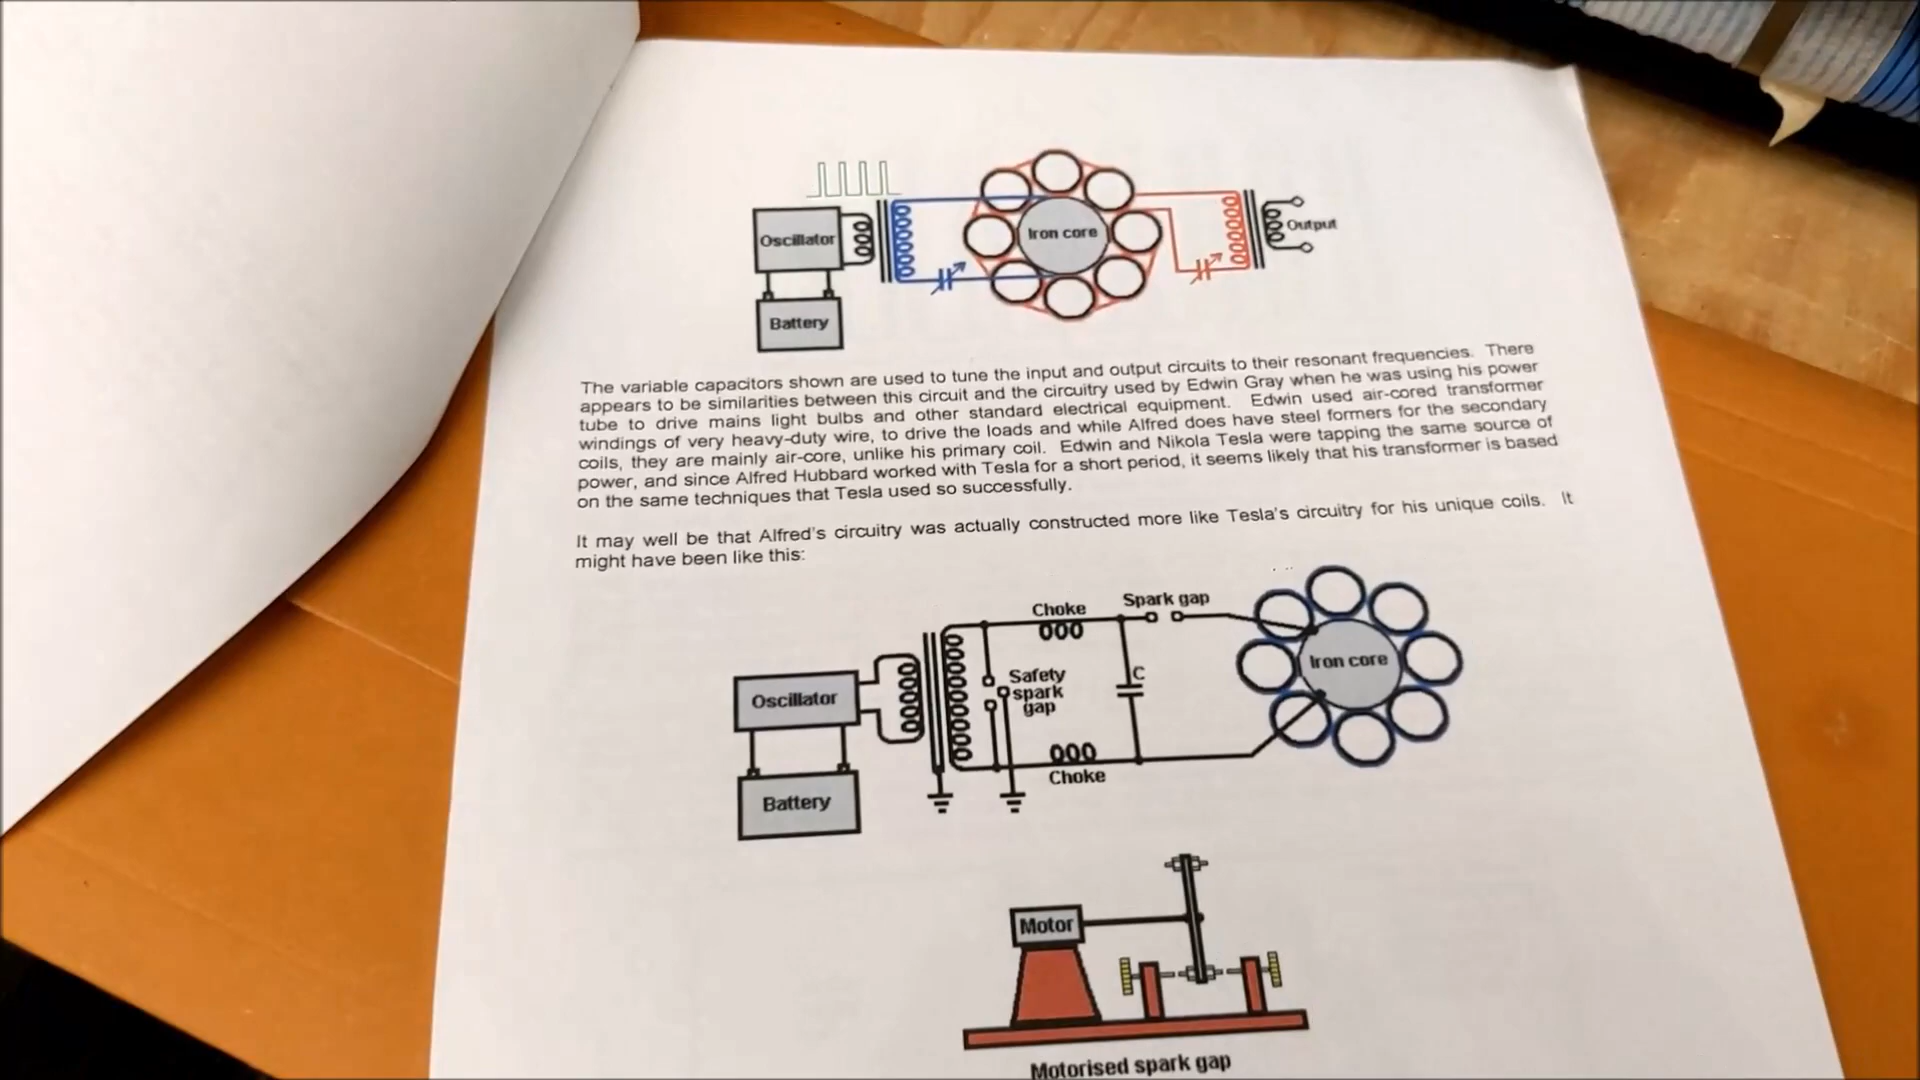 Oscillator
Battery
Iron core
Output
The variable capacitors shown are used to tune the input and output circuits to their resonant frequencies. There
appears to be similarities between this circuit and the circuitry used by Edwin Gray when he was using his power
tube to drive mains light bulbs and other standard electrical equipment. Edwin used air-cored transformer
windings of very heavy-duty wire, to drive the loads and while Alfred does have steel formers for the secondary
coils, they are mainly air-core, unlike his primary coil. Edwin and Nikola Tesla were tapping the same source of
power, and since Alfred Hubbard worked with Tesla for a short period, it seems likely that his transformer is based
on the same techniques that Tesla used so successfully.
It may well be that Alfred's circuitry was actually constructed more like Tesla's circuitry for his unique coils. It
might have been like this:
Oscillator
Battery
Choke
Spark gap
Safety
spark
gap
C
Choke
Iron core
Motor
Motorised spark gap